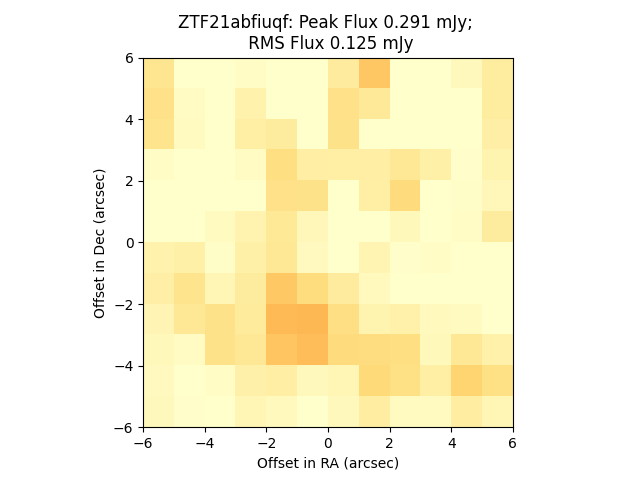 ZTF21abfiuqf: Peak Flux 0.291 mJy;
RMS Flux 0.125 mJy
6
4
2
0
−2
−4
−6
Offset in Dec (arcsec)
−6 −4 −2 0 2 4 6
Offset in RA (arcsec)